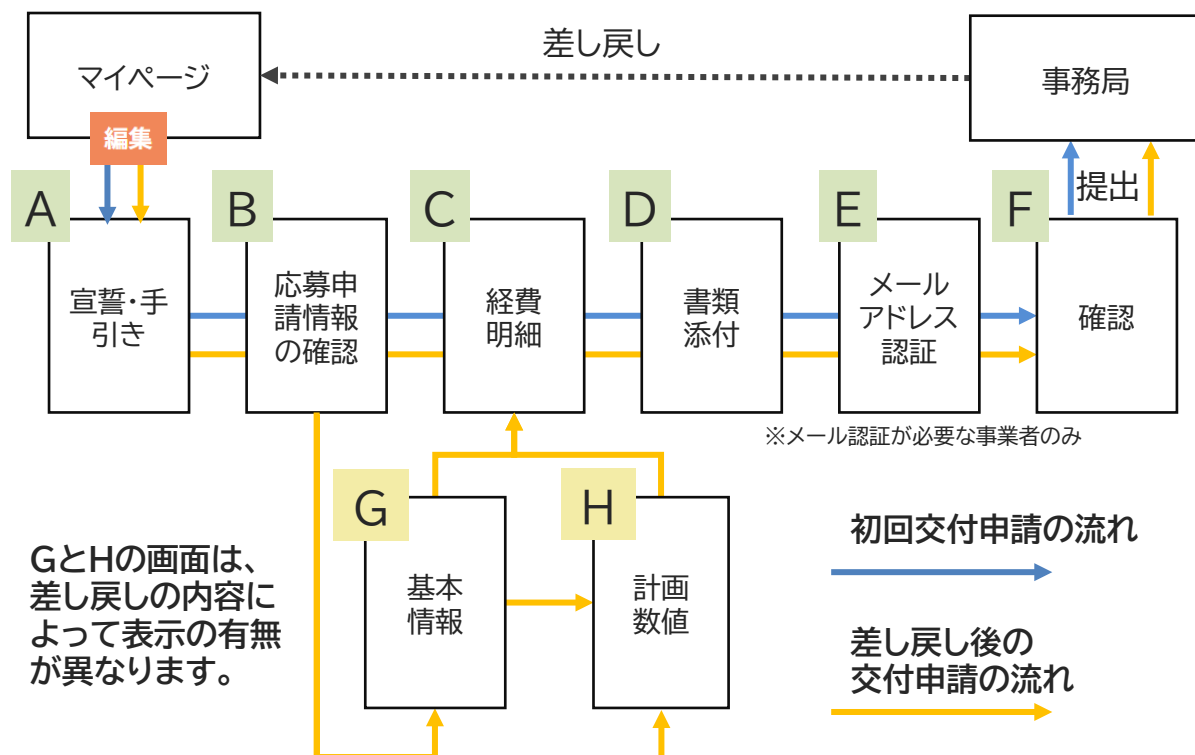 差し戻し
マイページ
事務局
編集
提出
A
B
C
D
E
F
宣誓・手
引き
応募申
請情報
の確認
経費
明細
書類
添付
メール
アドレス
認証
確認
※メール認証が必要な事業者のみ
G
H
基本
情報
計画
数値
GとHの画面は、
差し戻しの内容に
よって表示の有無
が異なります。
初回交付申請の流れ
差し戻し後の
交付申請の流れ